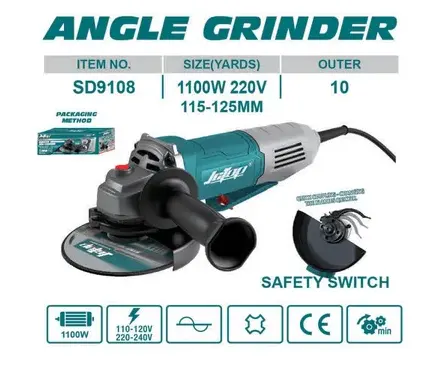 ANGLE GRINDER
ITEM NO.
SIZE(YARDS)
OUTER
SD9108
1100W 220V
115-125MM
10
PACKAGING
METHOD
SAFETY SWITCH
1100W
110-120V
220-240V
CE
min